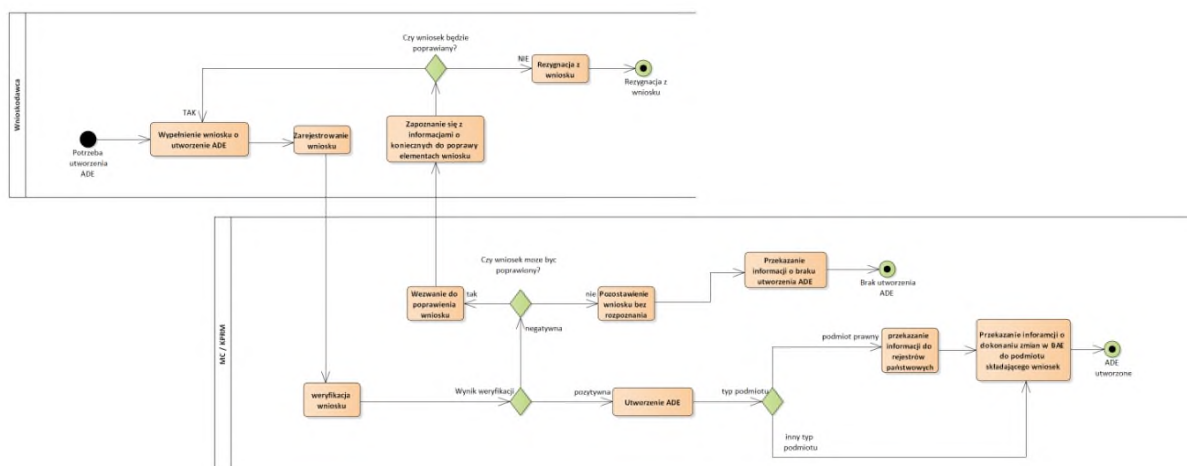 Wnioskodawca
Czy wniosek będzie
poprawiany?
NIE
Rezygnacja z
wniosku
Rezygnacja z
wniosku
TAK
Potrzeba
utworzenia
ADE
Wypełnienie wniosku o
utworzenie ADE
Zarejestrowanie
wniosku
Zapoznanie się z
informacjami o
koniecznych do poprawy
elementach wniosku
MC / KPRM
Czy wniosek moze byc
poprawiony?
Wezwanie do
poprawienia
wniosku
tak
nie
Pozostawienie
wniosku bez
rozpoznania
Przekazanie
informacji o braku
utworzenia ADE
Brak utworzenia
ADE
negatywna
weryfikacja
wniosku
Wynik weryfikacji
pozytywna
Utworzenie ADE
typ podmiotu
podmiot prawny
przekazanie
informacji do
rejestrów
państwowych
Przekazanie inforamcji o
dokonaniu zmian w BAE
do podmiotu
składającego wniosek
ADE
utworzone
inny typ
podmiotu